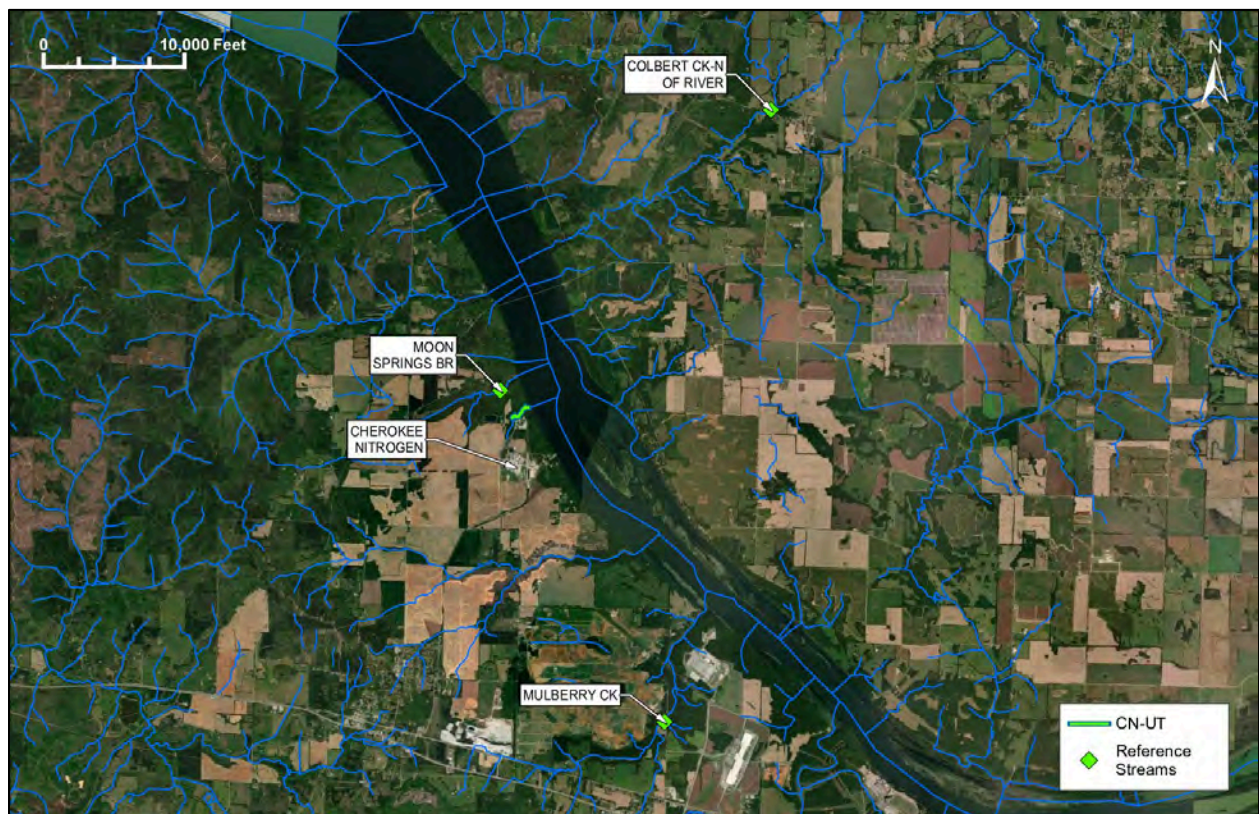 0 10,000 Feet
COLBERT CK-N
OF RIVER
N
MOON
SPRINGS BR
CHEROKEE
NITROGEN
MULBERRY CK
CN-UT
Reference
Streams